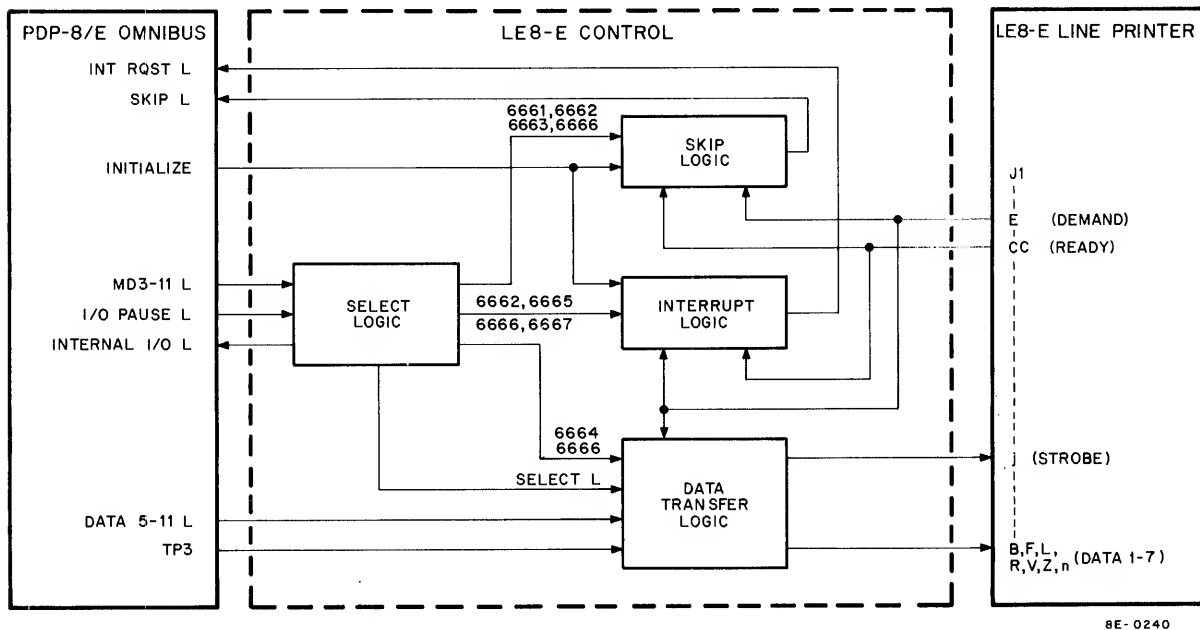 PDP-8/E OMNIBUS
INT RQST L
SKIP L
INITIALIZE
MD3-11 L
I/O PAUSE L
INTERNAL I/O L
DATA 5-11 L
TP3
LE8-E CONTROL
6661,6662
6663,6666
SKIP
LOGIC
SELECT
LOGIC
6662,6665
6666,6667
INTERRUPT
LOGIC
6664
6666
SELECT L
DATA
TRANSFER
LOGIC
LE8-E LINE PRINTER
J1
E (DEMAND)
CC (READY)
j (STROBE)
B,F,L,
R,V,Z,n (DATA 1-7)
8E-0240